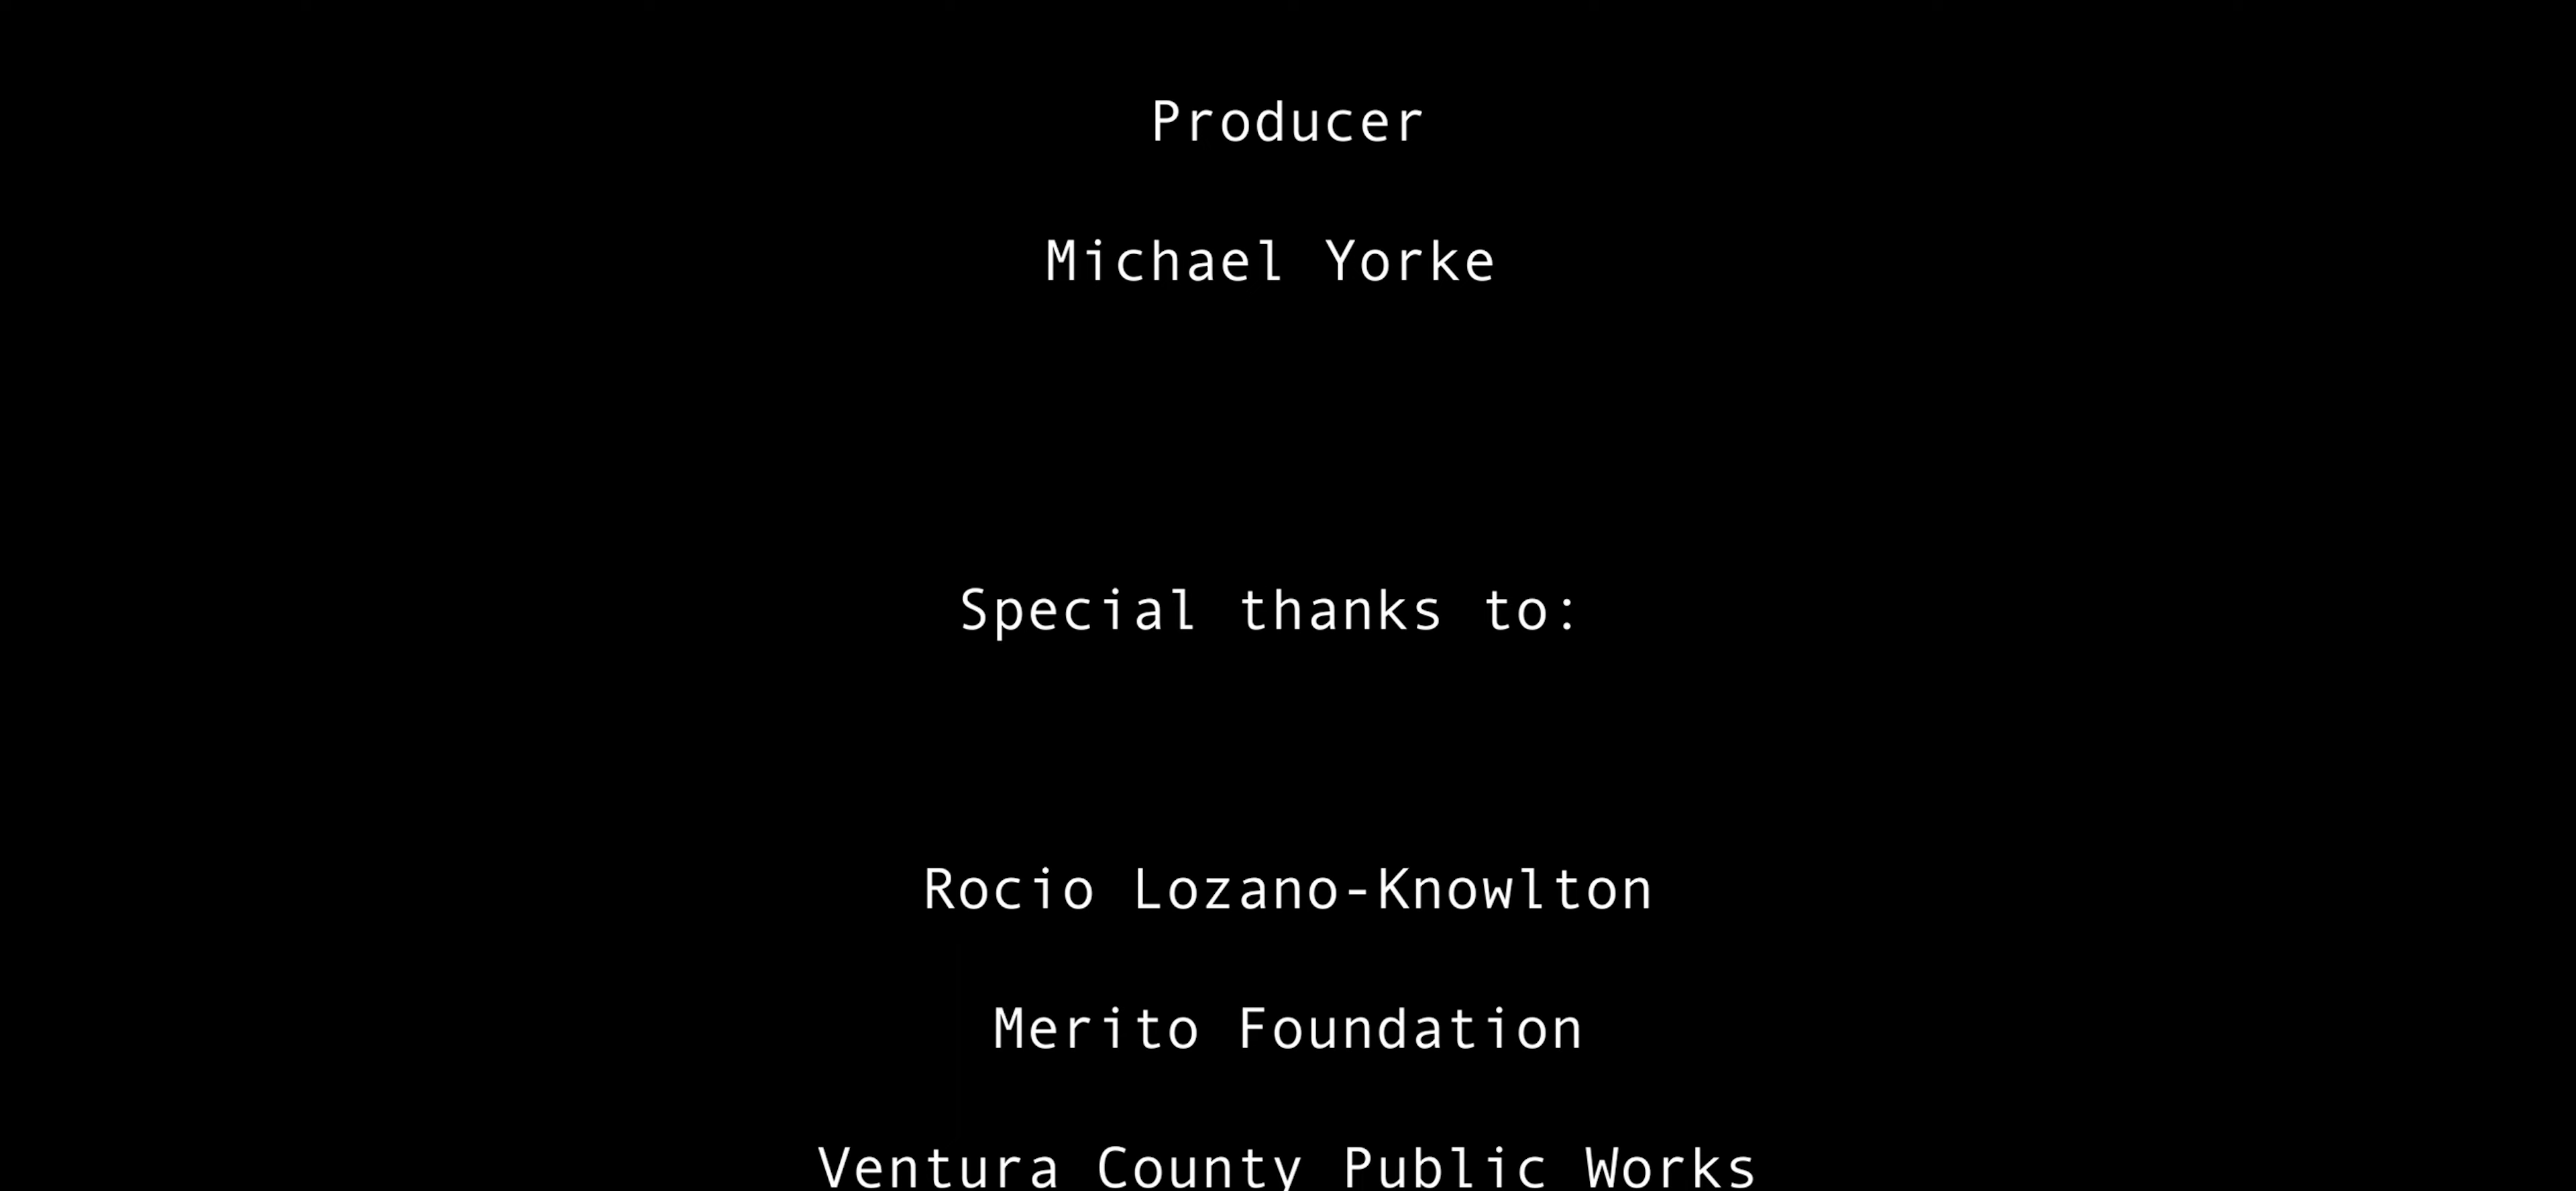 Producer
Michael Yorke
Special thanks to:
Rocio Lozano-Knowlton
Merito Foundation
Ventura County Public Works